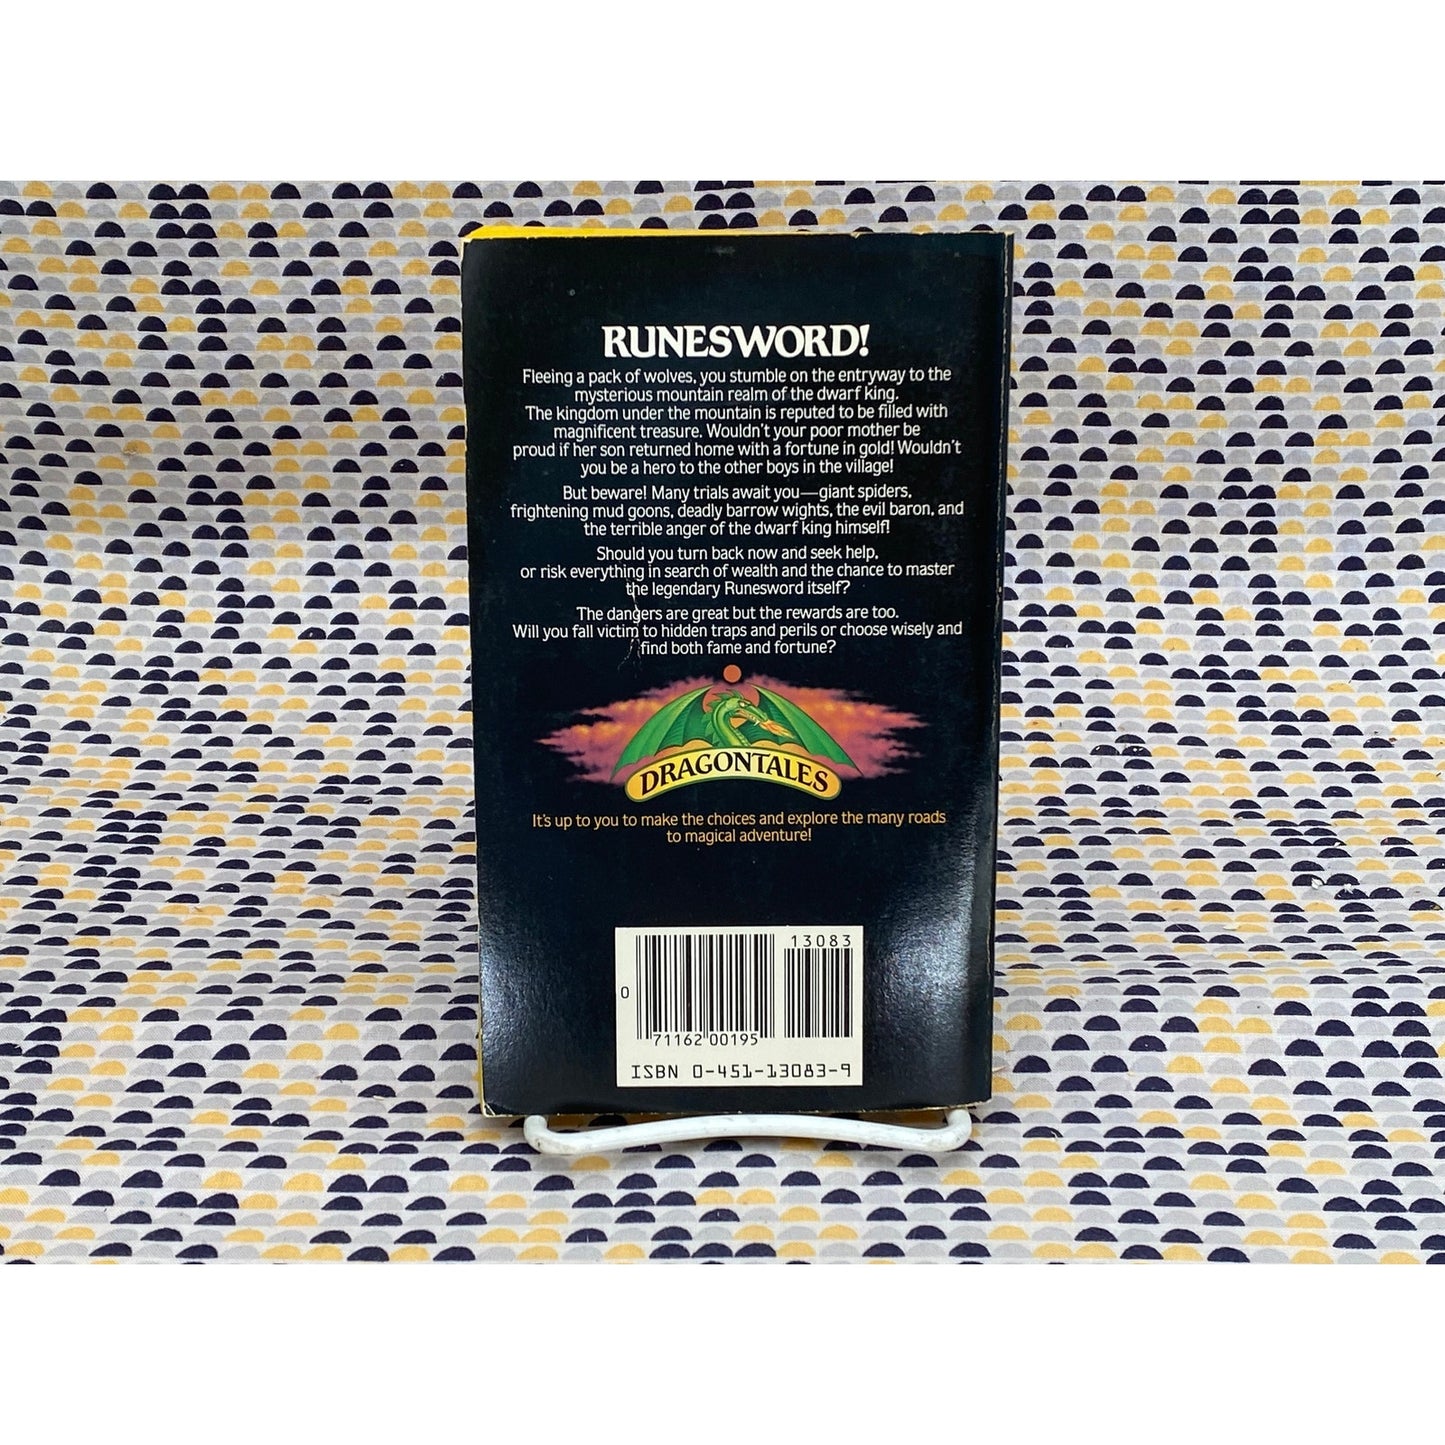 RUNESWORD!
Fleeing a pack of wolves, you stumble on the entryway to the
mysterious mountain realm of the dwarf king.
The kingdom under the mountain is reputed to be filled with
magnificent treasure. Wouldn't your poor mother be
proud if her son returned home with a fortune in gold! Wouldn't
you be a hero to the other boys in the village!
But beware! Many trials await you—giant spiders,
frightening mud goons, deadly barrow wights, the evil baron, and
the terrible anger of the dwarf king himself!
Should you turn back now and seek help,
or risk everything in search of wealth and the chance to master
the legendary Runesword itself?
The dangers are great but the rewards are too.
Will you fall victim to hidden traps and perils or choose wisely and
find both fame and fortune?
DRAGONTALES
It's up to you to make the choices and explore the many roads
to magical adventure!
13083
0
71162 00195
ISBN 0-451-13083-9